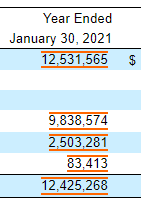 Year Ended
January 30, 2021
12,531,565 $
9,838,574
2,503,281
83,413
12,425,268